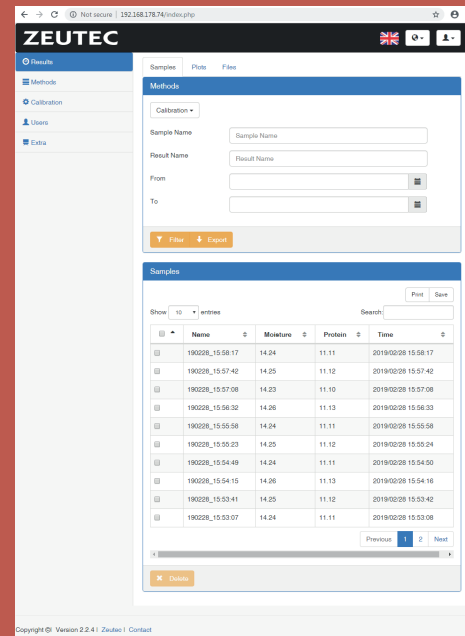 Not secure | 192.168.178.74/index.php
ZEUTEC
Results
Methods
Calibration
Users
Extra
Samples Plots Files
Methods
Calibration
Sample Name Sample Name
Result Name Result Name
From
To
Filter Export
Samples
Print Save
Show 10 entries Search:
Name Moisture Protein Time
190228_15:58:17 14.24 11.11 2019/02/28 15:58:17
190228_15:57:42 14.25 11.12 2019/02/28 15:57:42
190228_15:57:08 14.23 11.10 2019/02/28 15:57:08
190228_15:56:32 14.26 11.13 2019/02/28 15:56:33
190228_15:55:58 14.24 11.11 2019/02/28 15:55:58
190228_15:55:23 14.25 11.12 2019/02/28 15:55:24
190228_15:54:49 14.24 11.11 2019/02/28 15:54:50
190228_15:54:15 14.26 11.13 2019/02/28 15:54:16
190228_15:53:41 14.25 11.12 2019/02/28 15:53:42
190228_15:53:07 14.24 11.11 2019/02/28 15:53:08
Previous 1 2 Next
Delete
Copyright © | Version 2.2.4 | Zeutec | Contact